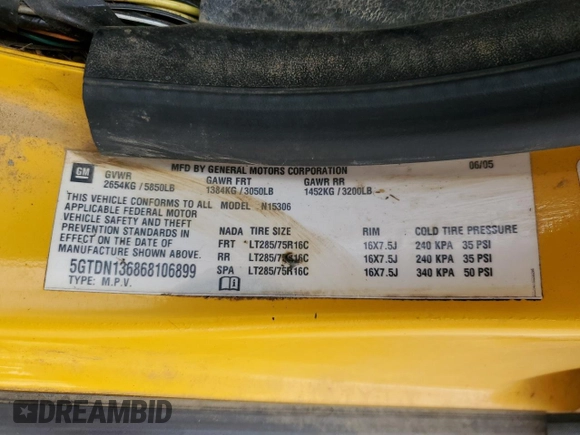 MFD BY GENERAL MOTORS CORPORATION 06/05
GM GVWR GAWR FRT GAWR RR
2654KG / 5850LB 1384KG / 3050LB 1452KG / 3200LB
THIS VEHICLE CONFORMS TO ALL MODEL N15306
APPLICABLE FEDERAL MOTOR
VEHICLE SAFETY AND THEFT
PREVENTION STANDARDS IN
EFFECT ON THE DATE OF
MANUFACTURE SHOWN ABOVE.
5GTDN136868106899
TYPE: M.P.V.
NADA TIRE SIZE RIM COLD TIRE PRESSURE
FRT LT285/75R16C 16X7.5J 240 KPA 35 PSI
RR LT285/75R16C 16X7.5J 240 KPA 35 PSI
SPA LT285/75R16C 16X7.5J 340 KPA 50 PSI
DREAMBID